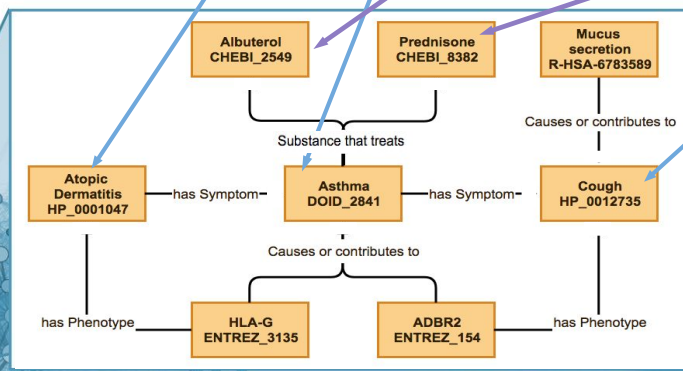 Albuterol
CHEBI_2549
Prednisone
CHEBI_8382
Mucus
secretion
R-HSA-6783589
Causes or contributes to
Substance that treats
Atopic
Dermatitis
HP_0001047
has Symptom
Asthma
DOID_2841
has Symptom
Cough
HP_0012735
Causes or contributes to
has Phenotype
HLA-G
ENTREZ_3135
ADBR2
ENTREZ_154
has Phenotype